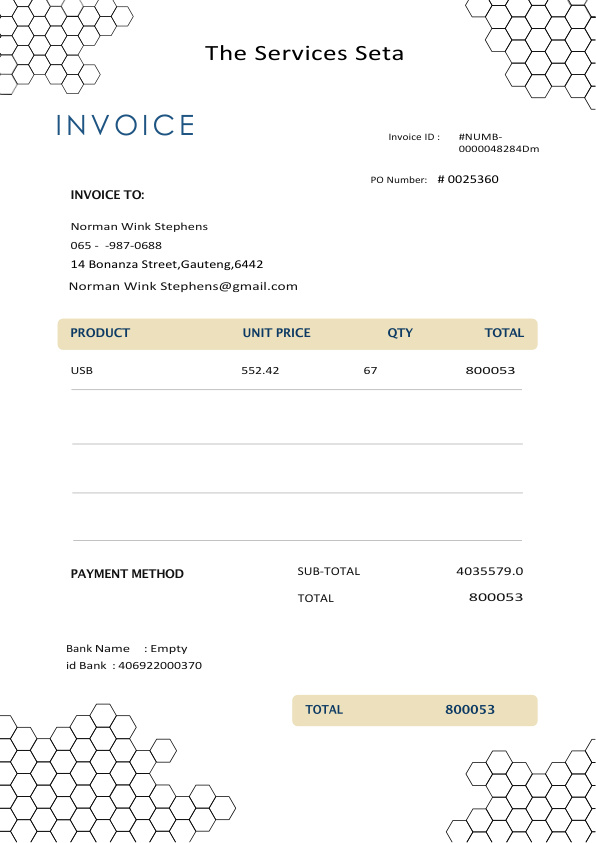 The Services Seta
INVOICE
Invoice ID : #NUMB-
0000048284Dm
PO Number: # 0025360
INVOICE TO:
Norman Wink Stephens
065 - -987-0688
14 Bonanza Street,Gauteng,6442
Norman Wink Stephens@gmail.com
PRODUCT UNIT PRICE QTY TOTAL
USB 552.42 67 800053
PAYMENT METHOD
SUB-TOTAL 4035579.0
TOTAL 800053
Bank Name : Empty
id Bank : 406922000370
TOTAL 800053